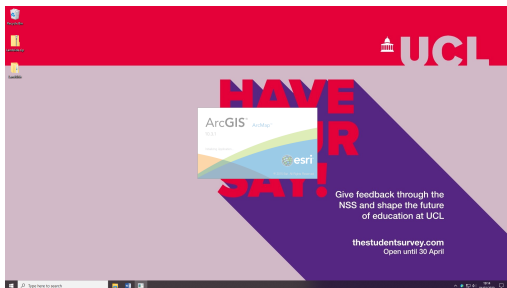 UCL
HAVE
YOUR
SAY!
ArcGIS ArcMap
esri
Give feedback through the
NSS and shape the future
of education at UCL
thestudentsurvey.com
Open until 30 April
Type here to search